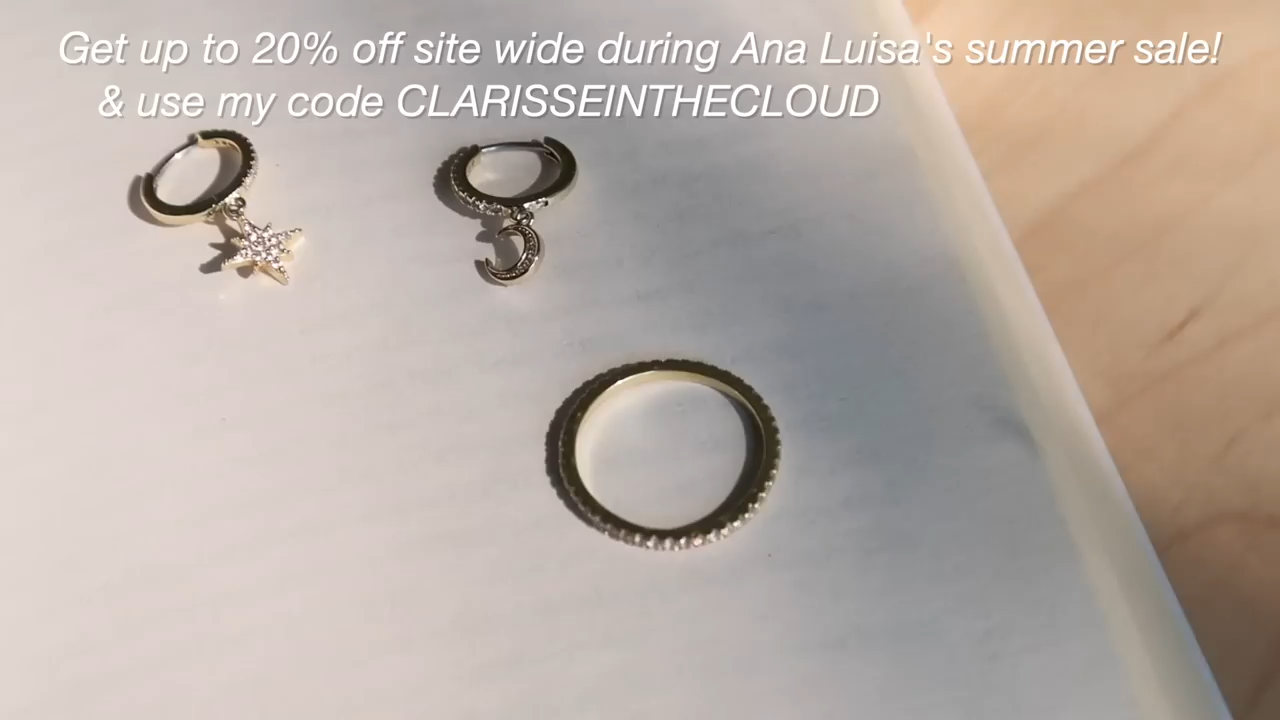 Get up to 20% off site wide during Ana Luisa's summer sale!
& use my code CLARISSEINTHECLOUD